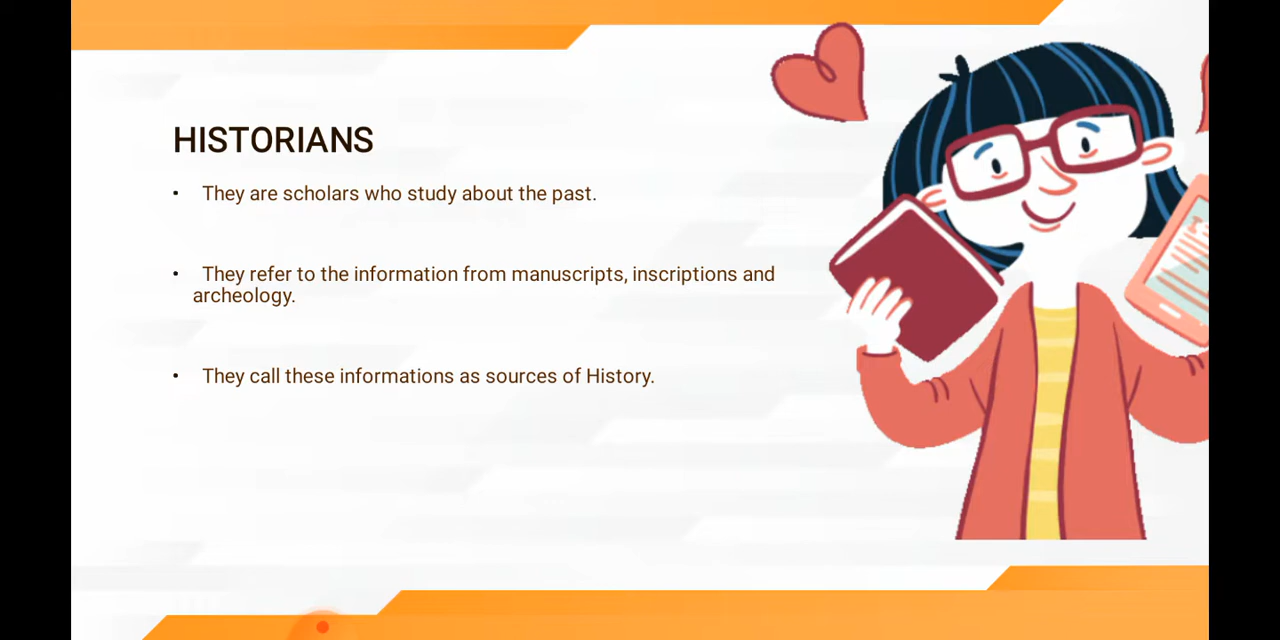 HISTORIANS
• They are scholars who study about the past.
• They refer to the information from manuscripts, inscriptions and
archeology.
• They call these informations as sources of History.